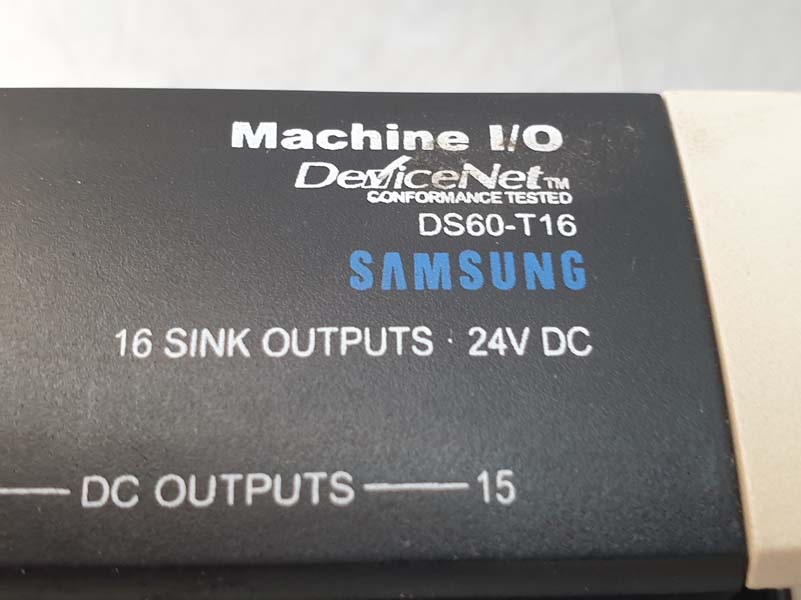 Machine I/O
DeviceNet™
CONFORMANCE TESTED
DS60-T16
SAMSUNG
16 SINK OUTPUTS · 24V DC
DC OUTPUTS 15